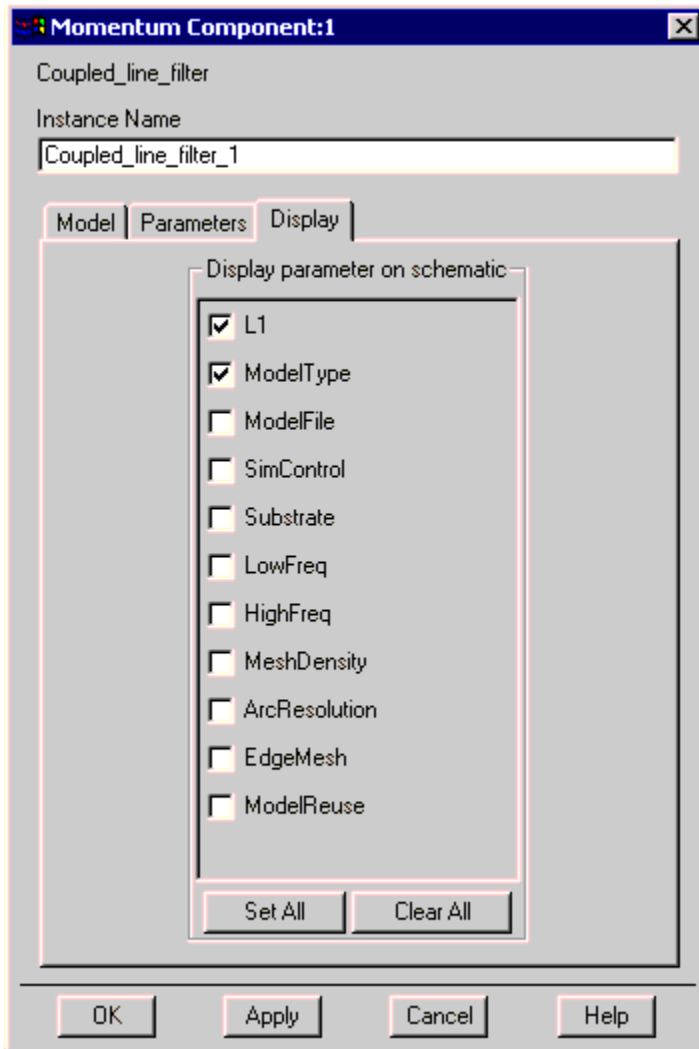 Momentum Component:1
Coupled_line_filter
Instance Name
Coupled_line_filter_1
Model Parameters Display
Display parameter on schematic
L1
ModelType
ModelFile
SimControl
Substrate
LowFreq
HighFreq
MeshDensity
ArcResolution
EdgeMesh
ModelReuse
Set All Clear All
OK Apply Cancel Help